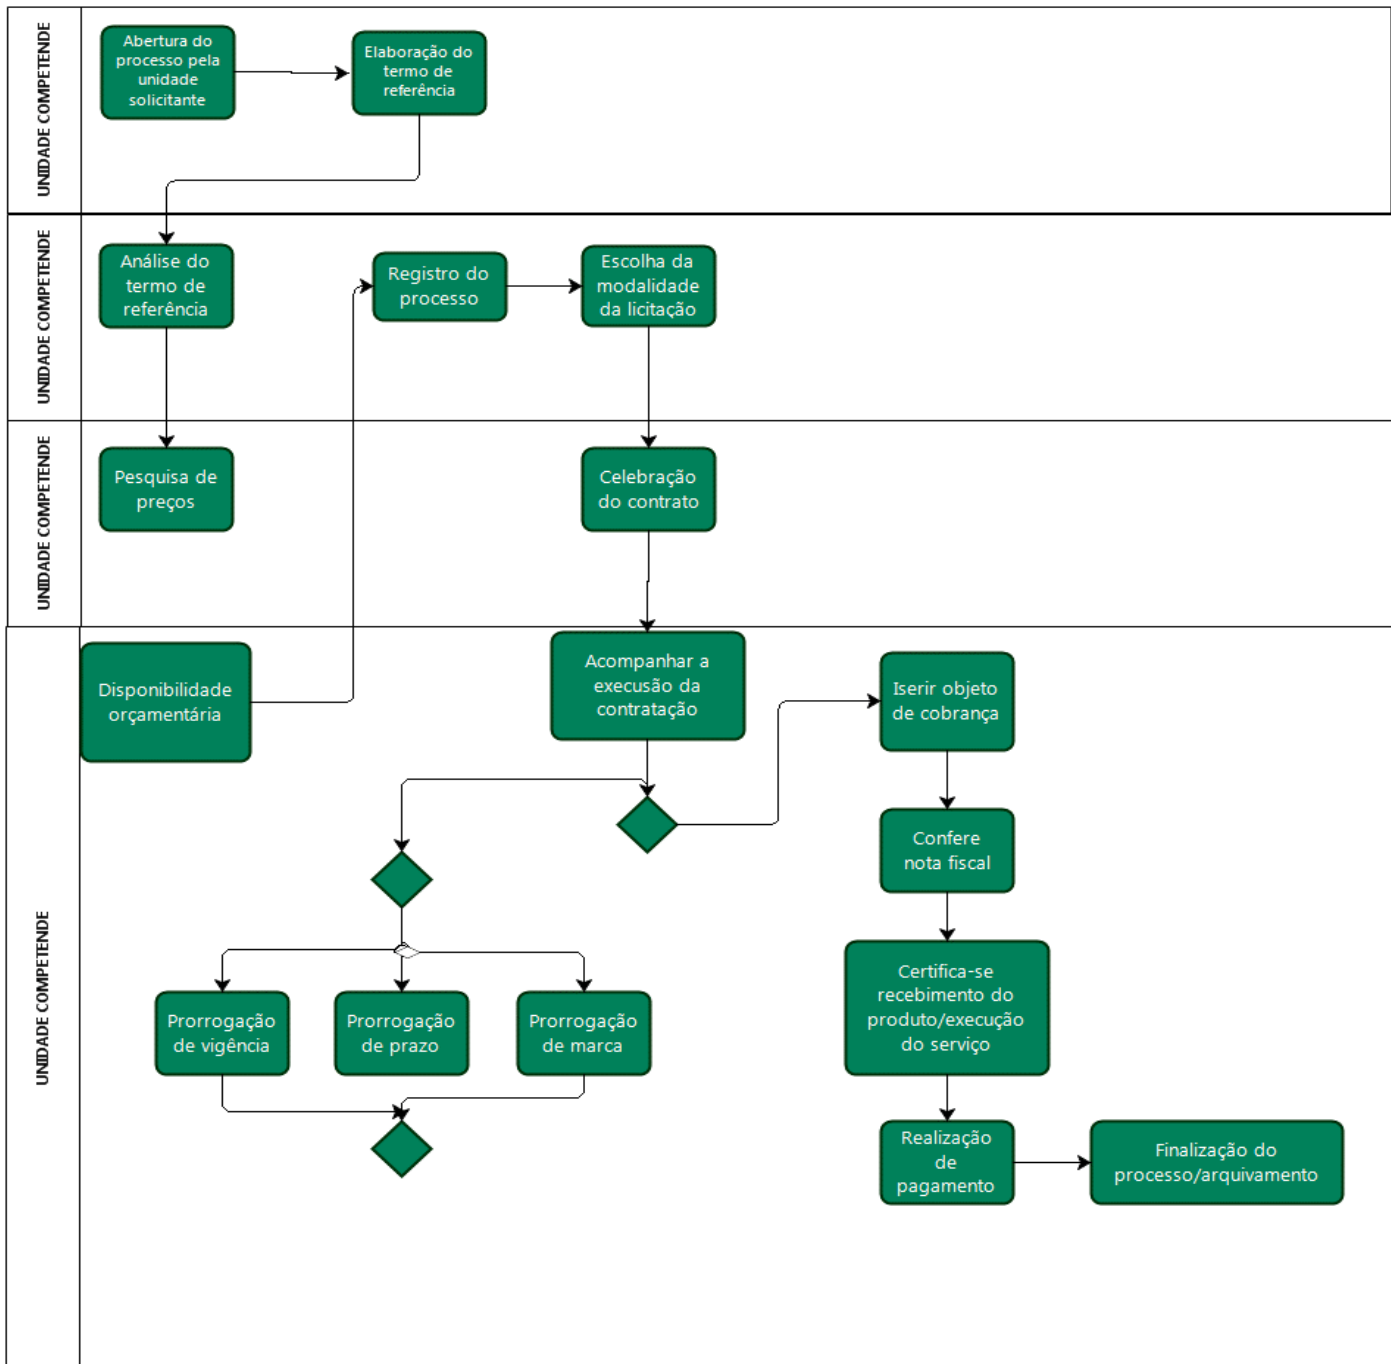 UNIDADE COMPETENDE
Abertura do
processo pela
unidade
solicitante
Elaboração do
termo de
referência
UNIDADE COMPETENDE
Análise do
termo de
referência
Registro do
processo
Escolha da
modalidade
da licitação
UNIDADE COMPETENDE
Pesquisa de
preços
Celebração
do contrato
UNIDADE COMPETENDE
Disponibilidade
orçamentária
Acompanhar a
execusão da
contratação
Iserir objeto
de cobrança
Confere
nota fiscal
Certifica-se
recebimento do
produto/execução
do serviço
Prorrogação
de vigência
Prorrogação
de prazo
Prorrogação
de marca
Realização
de
pagamento
Finalização do
processo/arquivamento